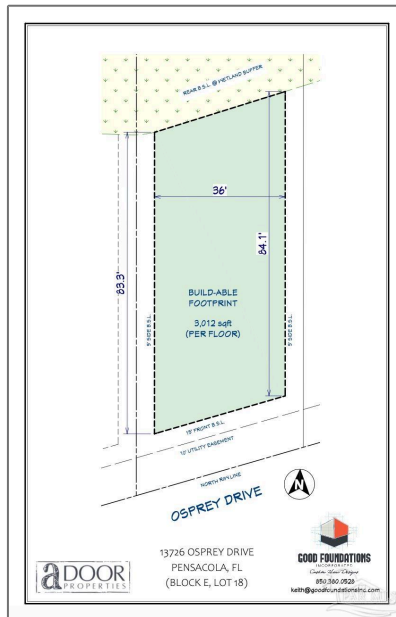 REAR B.S.L. @ WETLAND BUFFER
36'
83.3'
84.1'
BUILD-ABLE
FOOTPRINT
3,012 sqft
(PER FLOOR)
5' SIDE B.S.L.
5' SIDE B.S.L.
15' FRONT B.S.L.
10' UTILITY EASEMENT
NORTH R/W LINE
OSPREY DRIVE
N
13726 OSPREY DRIVE
PENSACOLA, FL
(BLOCK E, LOT 18)
aDOOR
PROPERTIES
GOOD FOUNDATIONS
INCORPORATED
Custom Home Designs
850.380.0528
keith@goodfoundationsinc.com